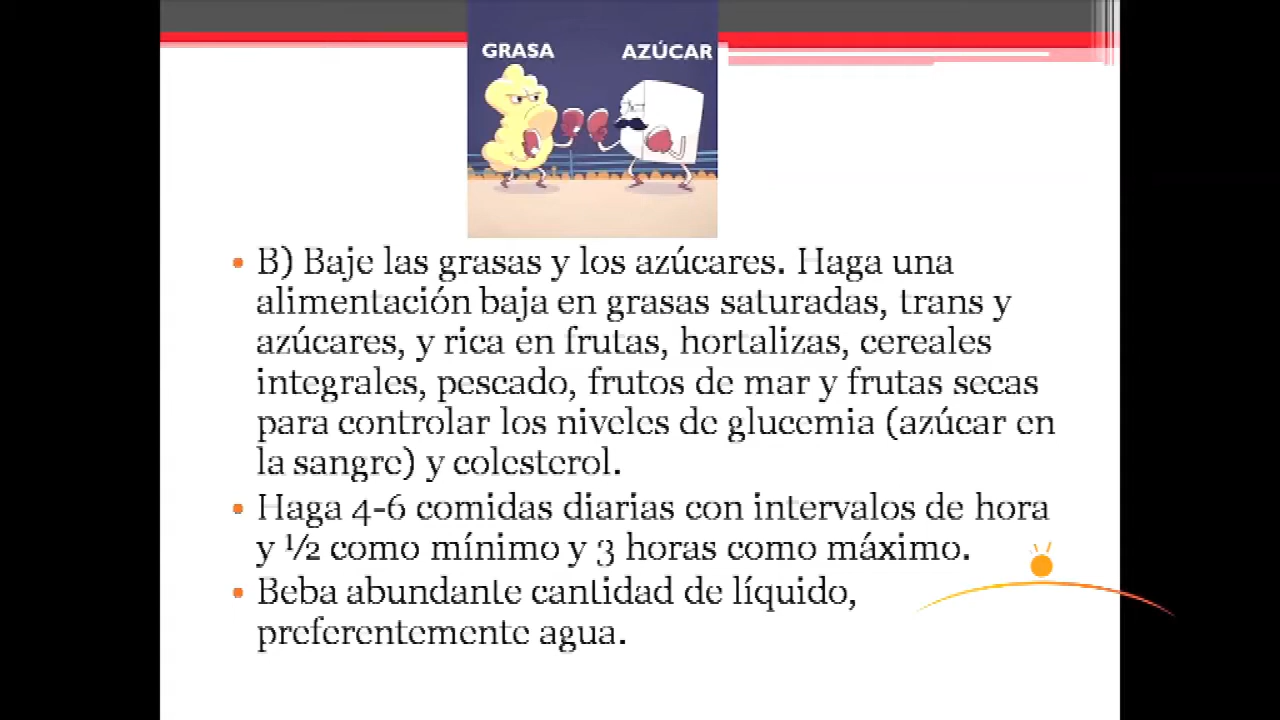 GRASA AZÚCAR
B) Baje las grasas y los azúcares. Haga una
alimentación baja en grasas saturadas, trans y
azúcares, y rica en frutas, hortalizas, cereales
integrales, pescado, frutos de mar y frutas secas
para controlar los niveles de glucemia (azúcar en
la sangre) y colesterol.
Haga 4-6 comidas diarias con intervalos de hora
y ½ como mínimo y 3 horas como máximo.
Beba abundante cantidad de líquido,
preferentemente agua.